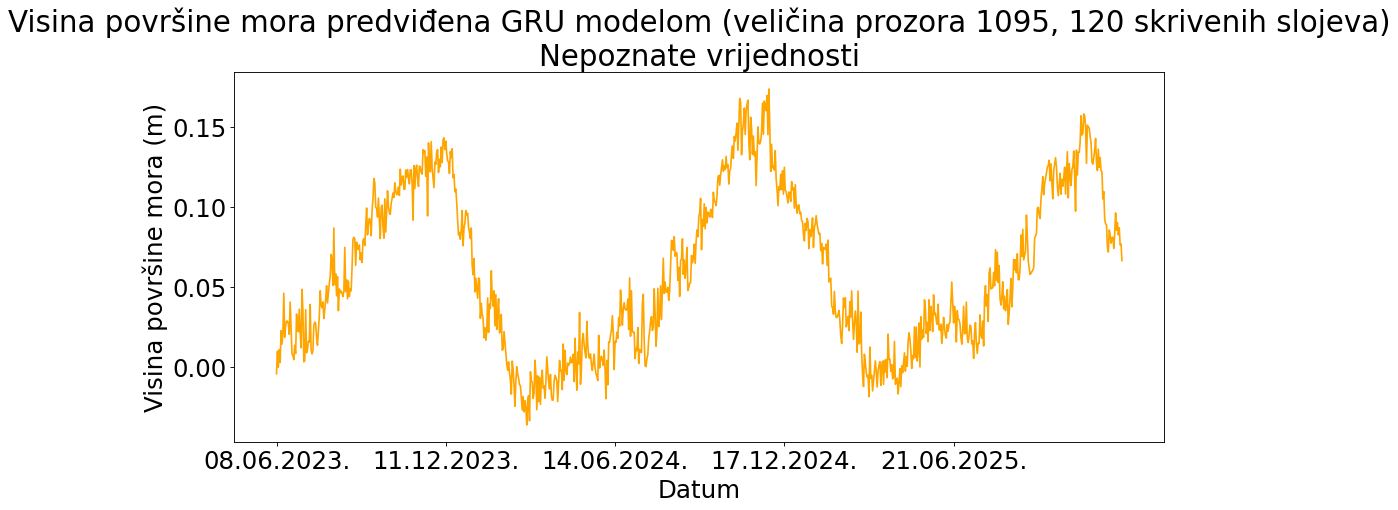 Visina površine mora predviđena GRU modelom (veličina prozora 1095, 120 skrivenih slojeva)
Nepoznate vrijednosti
Visina površine mora (m)
0.15
0.10
0.05
0.00
08.06.2023. 11.12.2023. 14.06.2024. 17.12.2024. 21.06.2025.
Datum